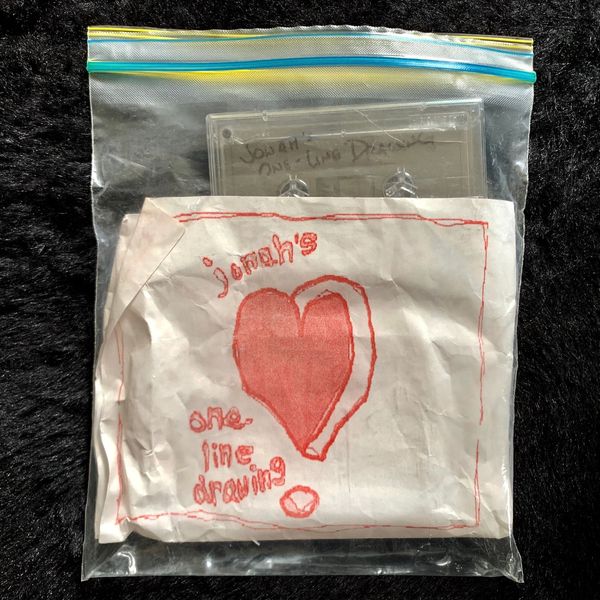 JONAH'S
ONE-LINE DRAWING
jonah's
one-
line
drawing